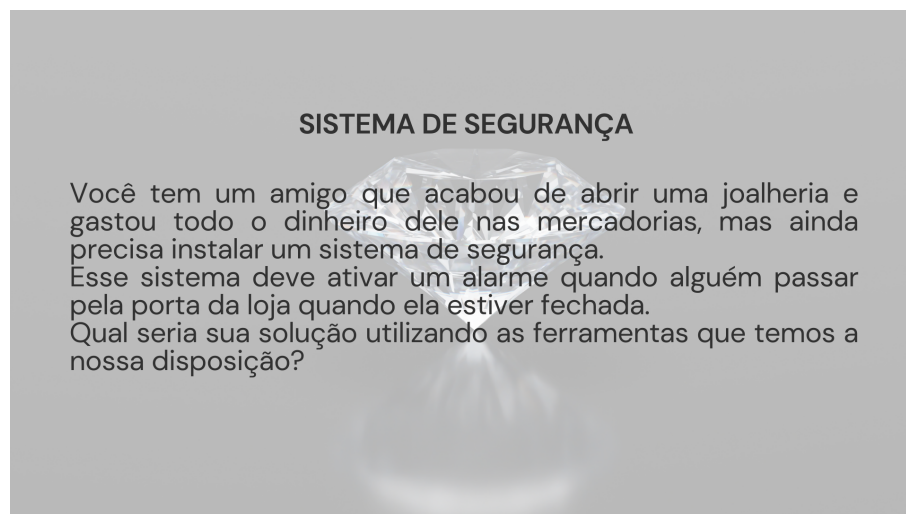 SISTEMA DE SEGURANÇA
Você tem um amigo que acabou de abrir uma joalheria e
gastou todo o dinheiro dele nas mercadorias, mas ainda
precisa instalar um sistema de segurança.
Esse sistema deve ativar um alarme quando alguém passar
pela porta da loja quando ela estiver fechada.
Qual seria sua solução utilizando as ferramentas que temos a
nossa disposição?